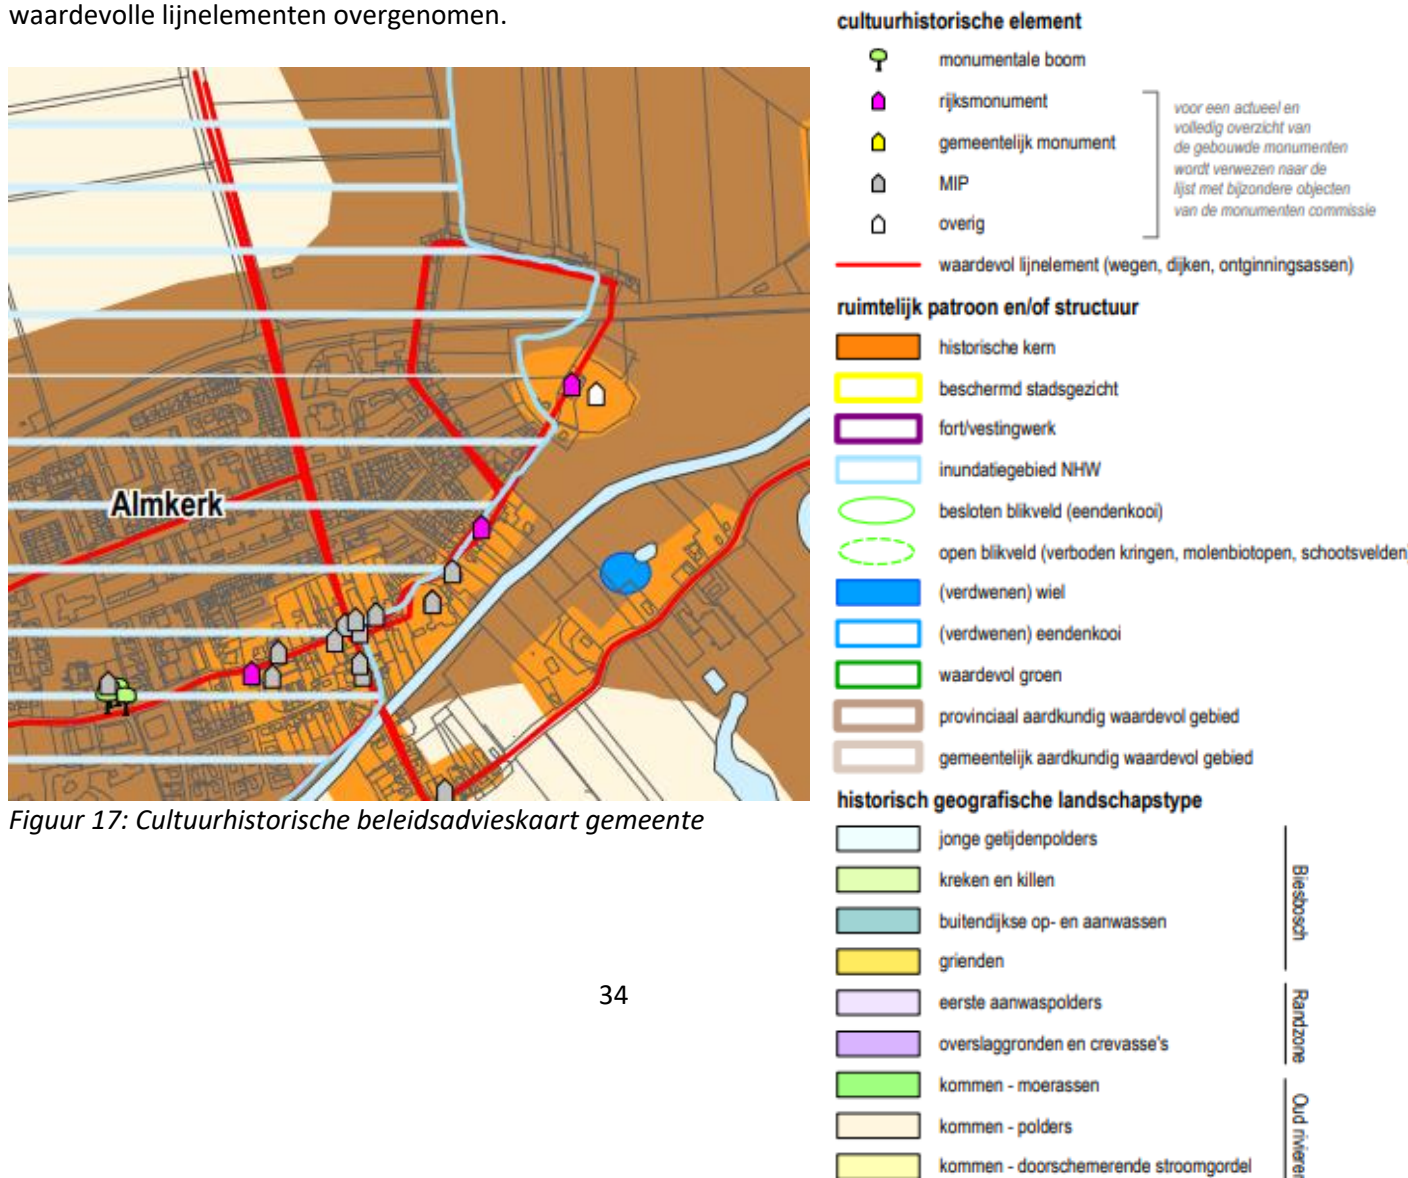 waardevolle lijnelementen overgenomen.
Almkerk
Figuur 17: Cultuurhistorische beleidsadvieskaart gemeente
34
cultuurhistorische element
monumentale boom
rijksmonument
gemeentelijk monument
MIP
overig
voor een actueel en
volledig overzicht van
de gebouwde monumenten
wordt verwezen naar de
lijst met bijzondere objecten
van de monumenten commissie
waardevol lijnelement (wegen, dijken, ontginningsassen)
ruimtelijk patroon en/of structuur
historische kern
beschermd stadsgezicht
fort/vestingwerk
inundatiegebied NHW
besloten blikveld (eendenkooi)
open blikveld (verboden kringen, molenbiotopen, schootsvelden)
(verdwenen) wiel
(verdwenen) eendenkooi
waardevol groen
provinciaal aardkundig waardevol gebied
gemeentelijk aardkundig waardevol gebied
historisch geografische landschapstype
jonge getijdenpolders
kreken en killen
buitendijkse op- en aanwassen
grienden
Biesbosch
eerste aanwaspolders
overslaggronden en crevasse's
Randzone
kommen - moerassen
kommen - polders
kommen - doorschemerende stroomgordel
Oud rivieren